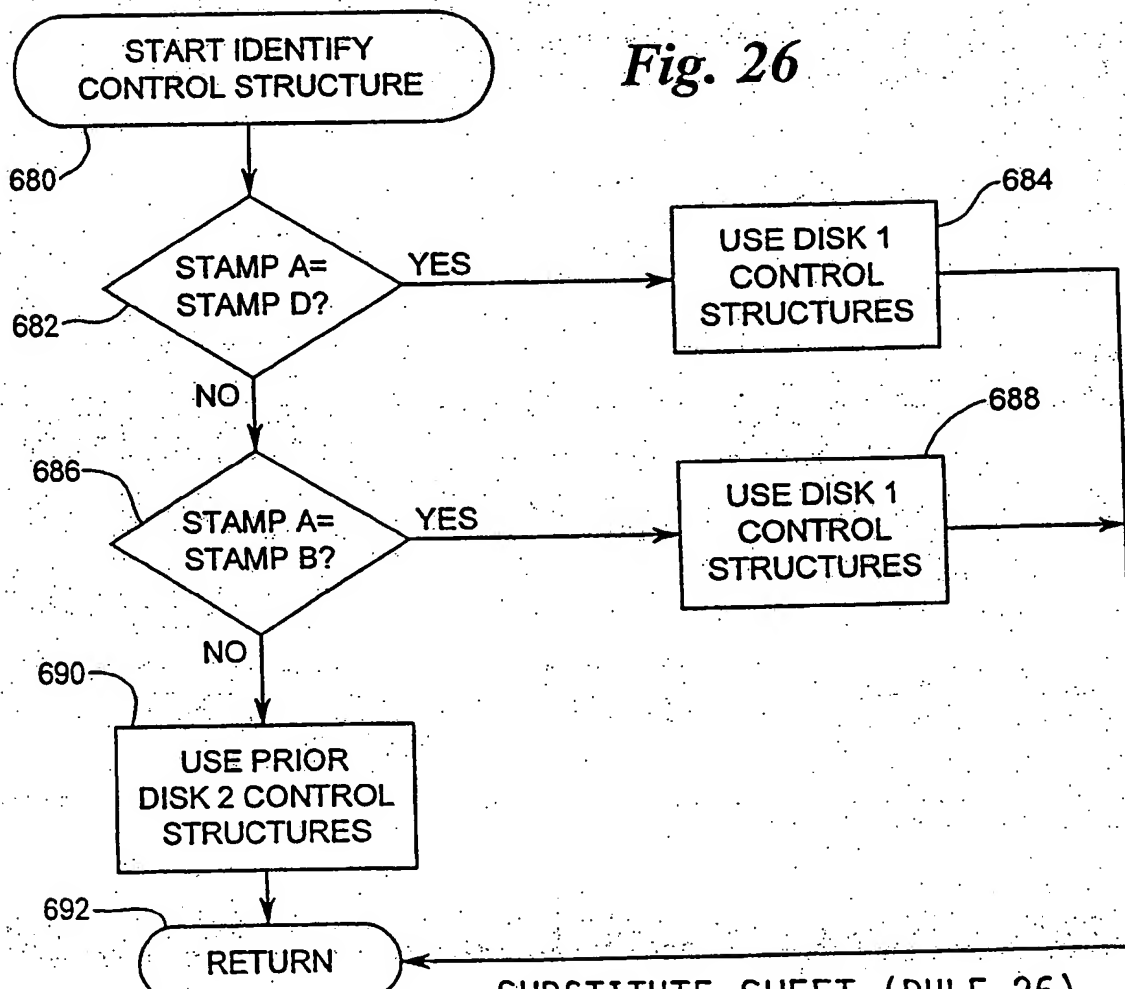 START IDENTIFY
CONTROL STRUCTURE
Fig. 26
680
STAMP A=
STAMP D?
682
YES
684
USE DISK 1
CONTROL
STRUCTURES
NO
686
STAMP A=
STAMP B?
YES
688
USE DISK 1
CONTROL
STRUCTURES
NO
690
USE PRIOR
DISK 2 CONTROL
STRUCTURES
692
RETURN
SUBSTITUTE SHEET (RULE 26)